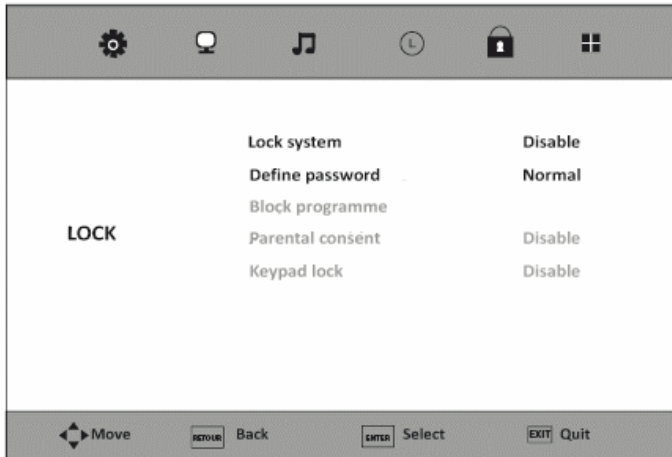 L
Lock system Disable
Define password Normal
Block programme
LOCK
Parental consent Disable
Keypad lock Disable
Move RETOUR Back ENTER Select EXIT Quit